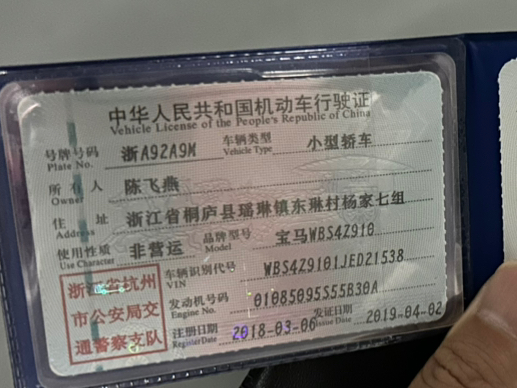 中华人民共和国机动车行驶证
Vehicle License of the People's Republic of China
号牌号码 浙A92A9M 车辆类型 小型轿车
Plate No. Vehicle Type
所有人 陈飞燕
Owner
住址 浙江省桐庐县瑶琳镇东琳村杨家七组
Address
使用性质 非营运 品牌型号 宝马WBS4Z910
Use Character Model
车辆识别代号 WBS4Z9101JED21538
VIN
发动机号码 01085095S55B30A
Engine No.
注册日期 2018-03-06 发证日期 2019-04-02
Register Date Issue Date
浙江省杭州
市公安局交
通警察支队